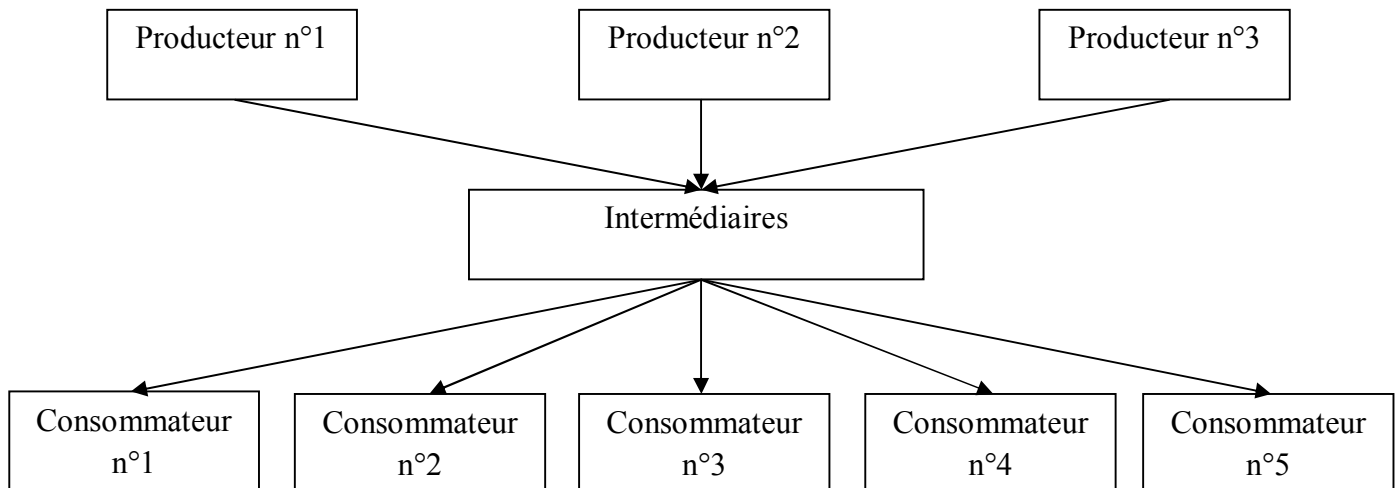 Producteur n°1
Producteur n°2
Producteur n°3
Intermédiaires
Consommateur
n°1
Consommateur
n°2
Consommateur
n°3
Consommateur
n°4
Consommateur
n°5